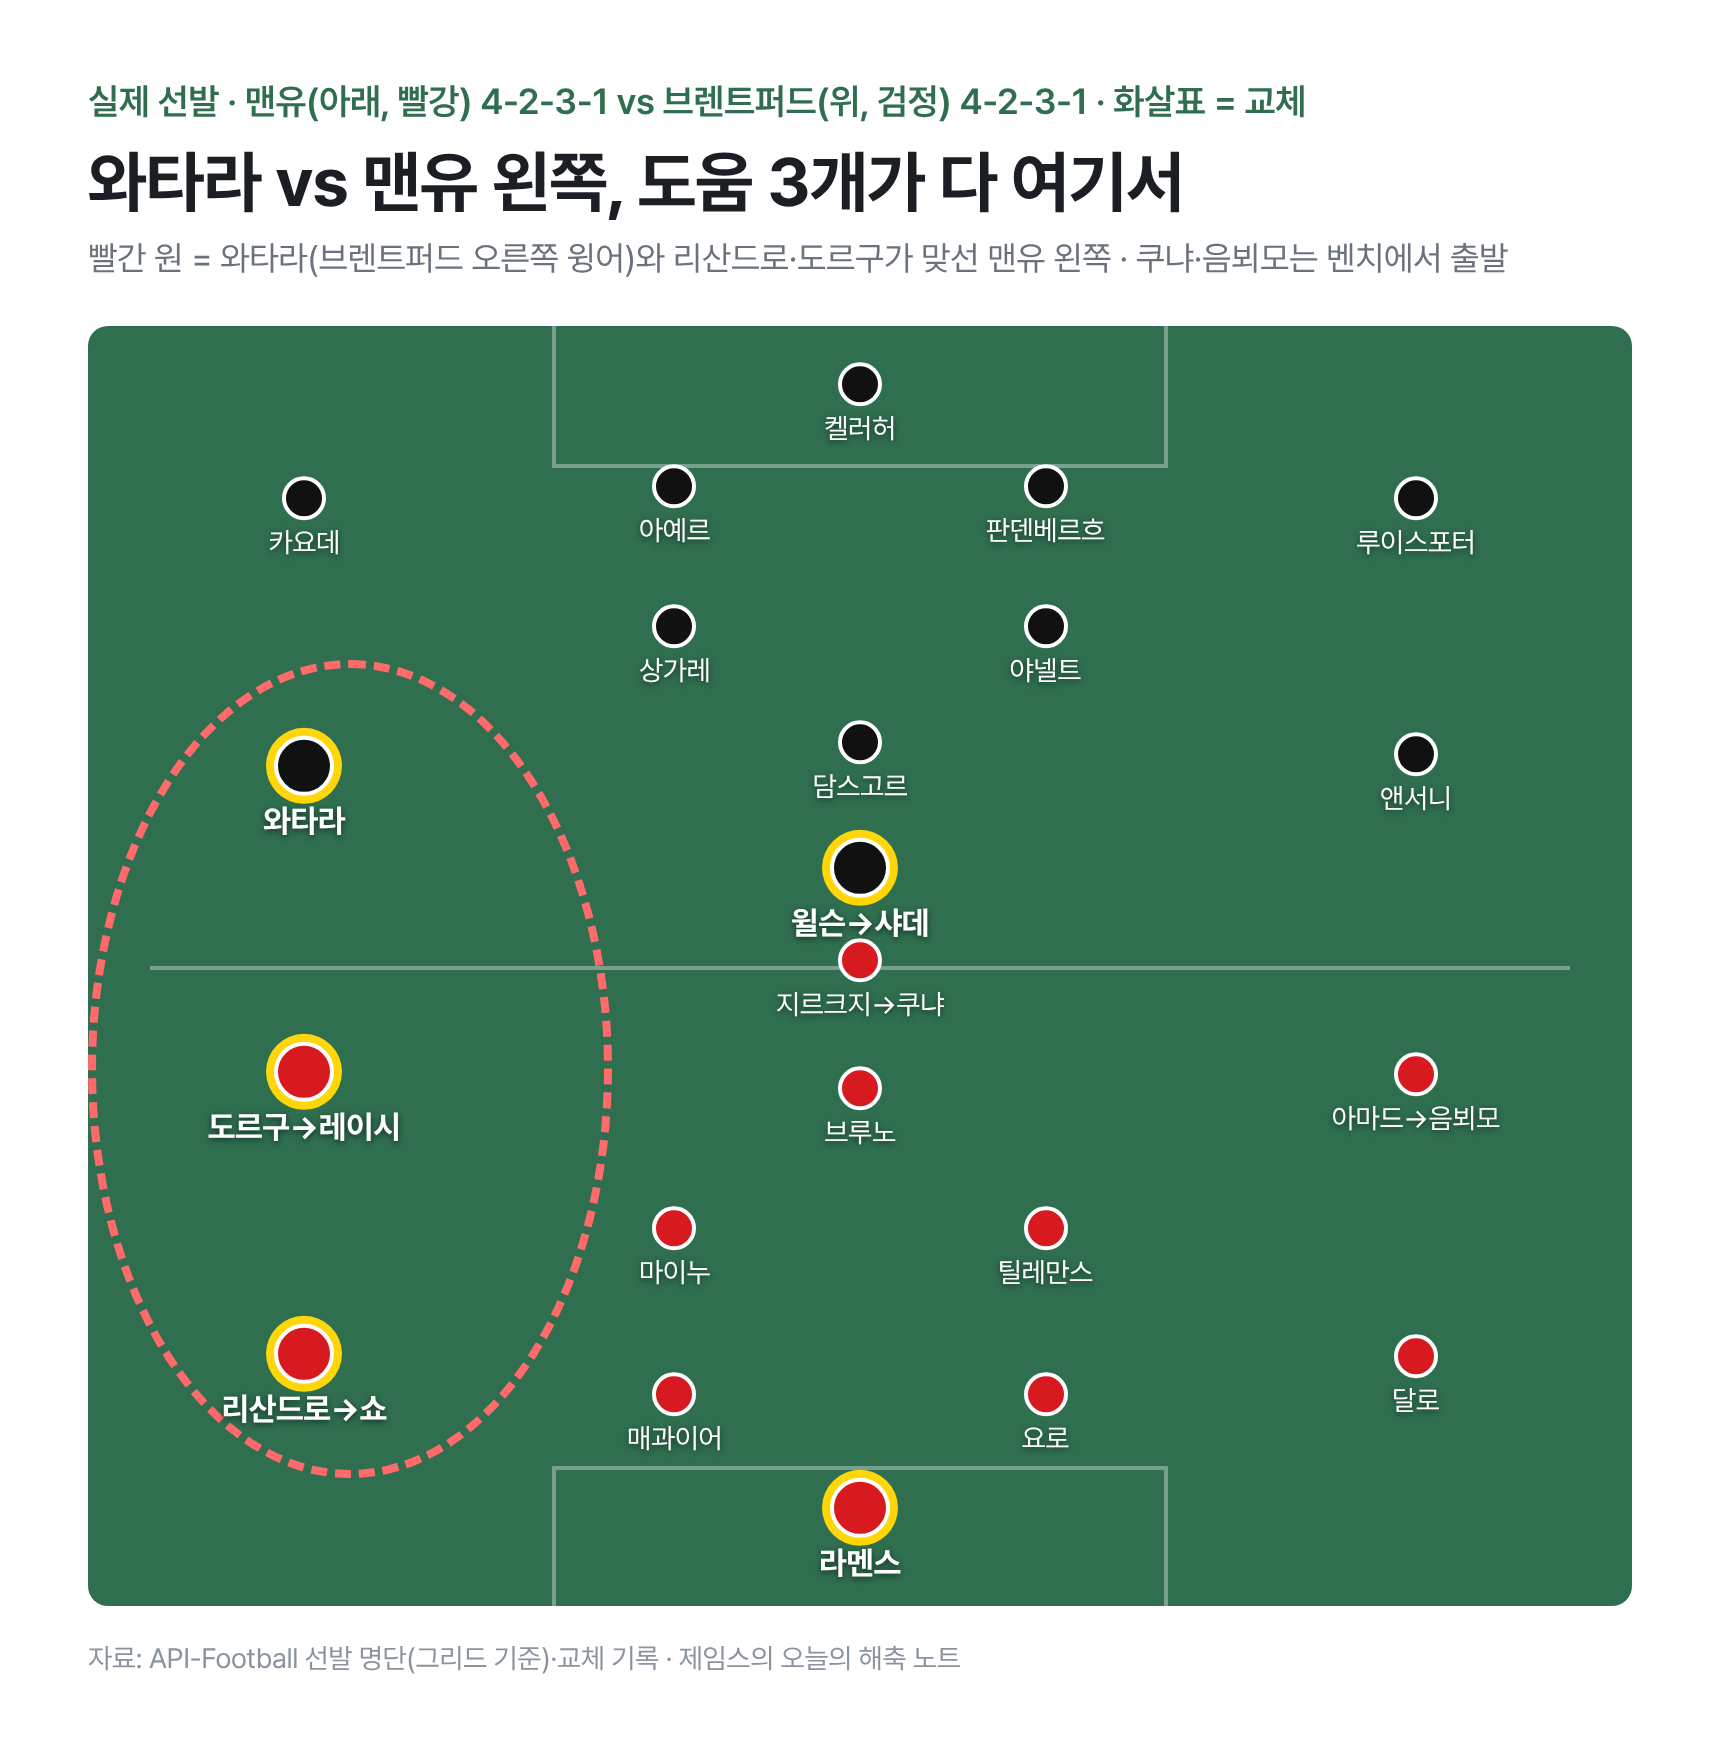 실제 선발 · 맨유(아래, 빨강) 4-2-3-1 vs 브렌트퍼드(위, 검정) 4-2-3-1 · 화살표 = 교체
와타라 vs 맨유 왼쪽, 도움 3개가 다 여기서
빨간 원 = 와타라(브렌트퍼드 오른쪽 윙어)와 리산드로·도르구가 맞선 맨유 왼쪽 · 쿠냐·음뵈모는 벤치에서 출발
켈러허
카요데
아예르
판덴베르흐
루이스포터
상가레
야넬트
와타라
담스고르
앤서니
윌슨→샤데
지르크지→쿠냐
도르구→레이시
브루노
아마드→음뵈모
마이누
틸레만스
리산드로→쇼
매과이어
요로
달로
라멘스
자료: API-Football 선발 명단(그리드 기준)·교체 기록 · 제임스의 오늘의 해축 노트